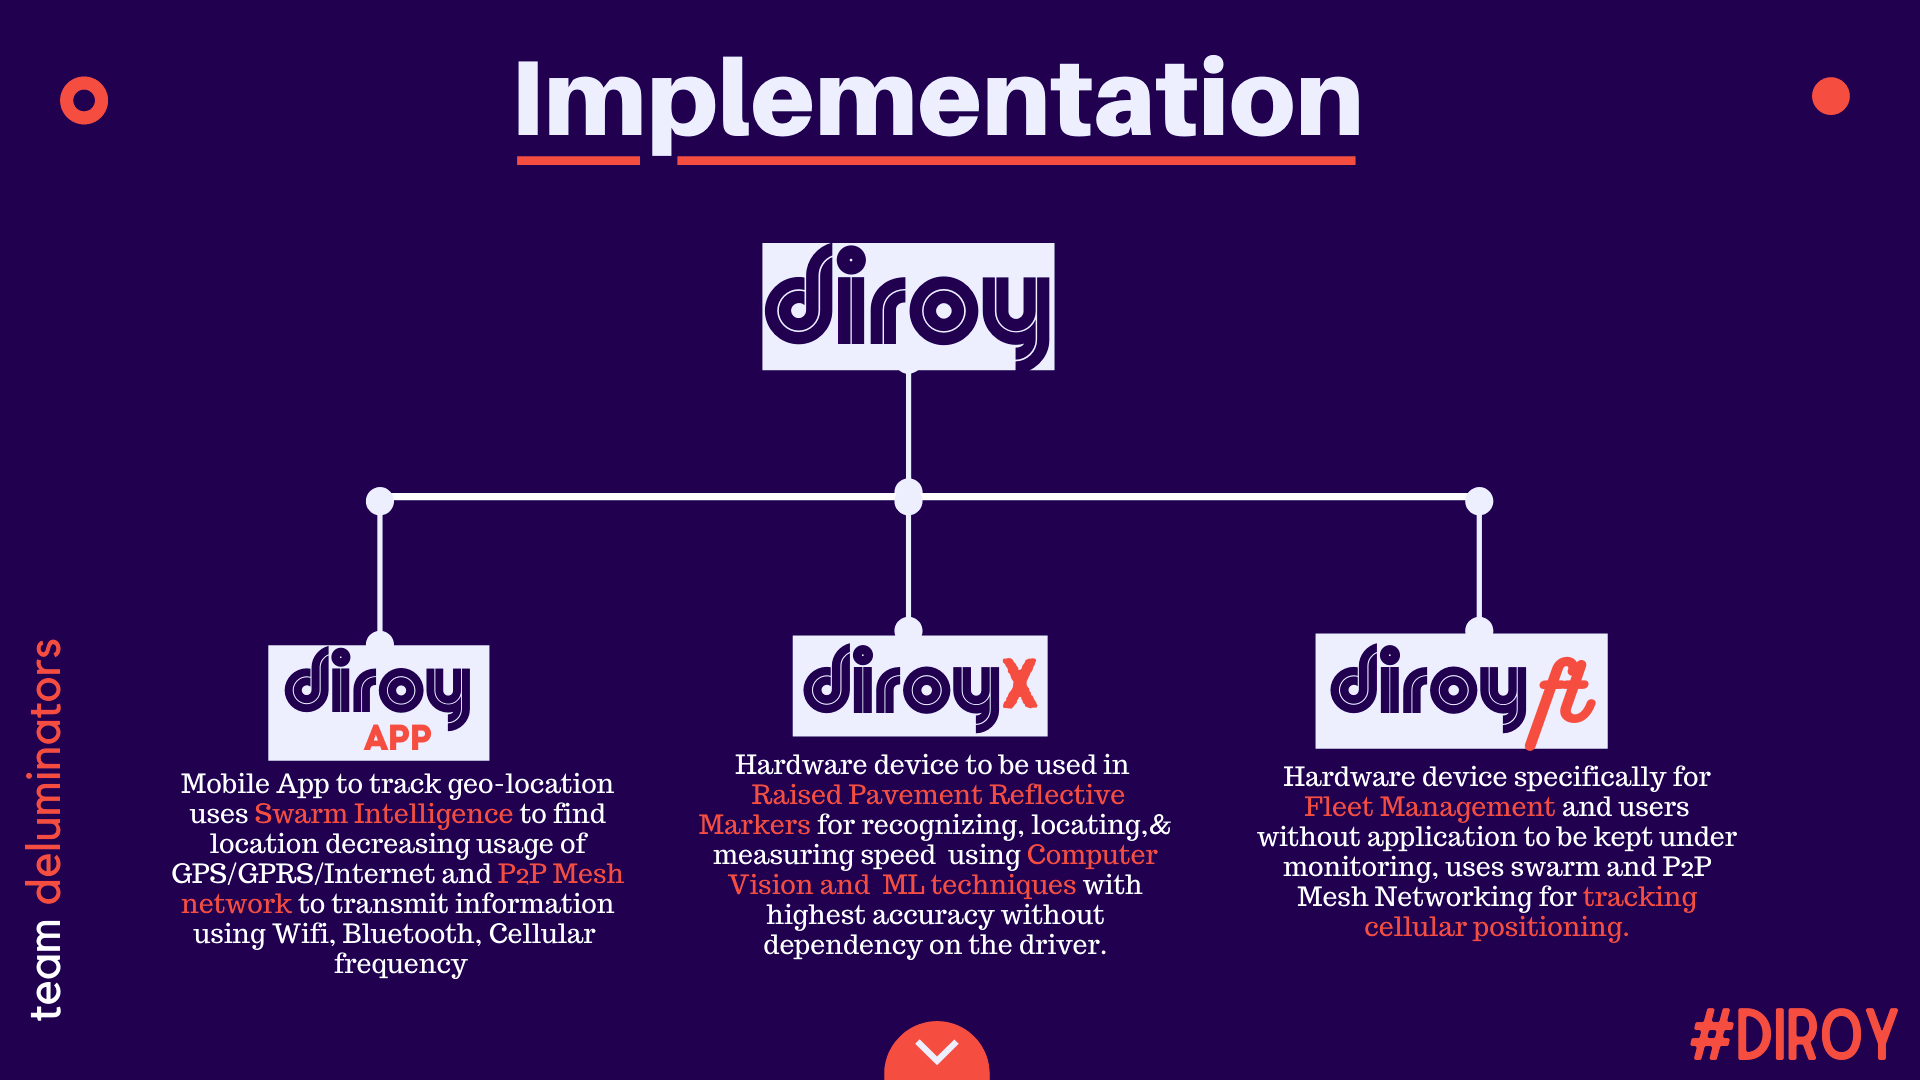 Implementation
diroy
diroy
APP
Mobile App to track geo-location
uses Swarm Intelligence to find
location decreasing usage of
GPS/GPRS/Internet and P2P Mesh
network to transmit information
using Wifi, Bluetooth, Cellular
frequency
diroyX
Hardware device to be used in
Raised Pavement Reflective
Markers for recognizing, locating,&
measuring speed  using Computer
Vision and  ML techniques with
highest accuracy without
dependency on the driver.
diroyft
Hardware device specifically for
Fleet Management and users
without application to be kept under
monitoring, uses swarm and P2P
Mesh Networking for tracking
cellular positioning.
team deluminators
#DIROY